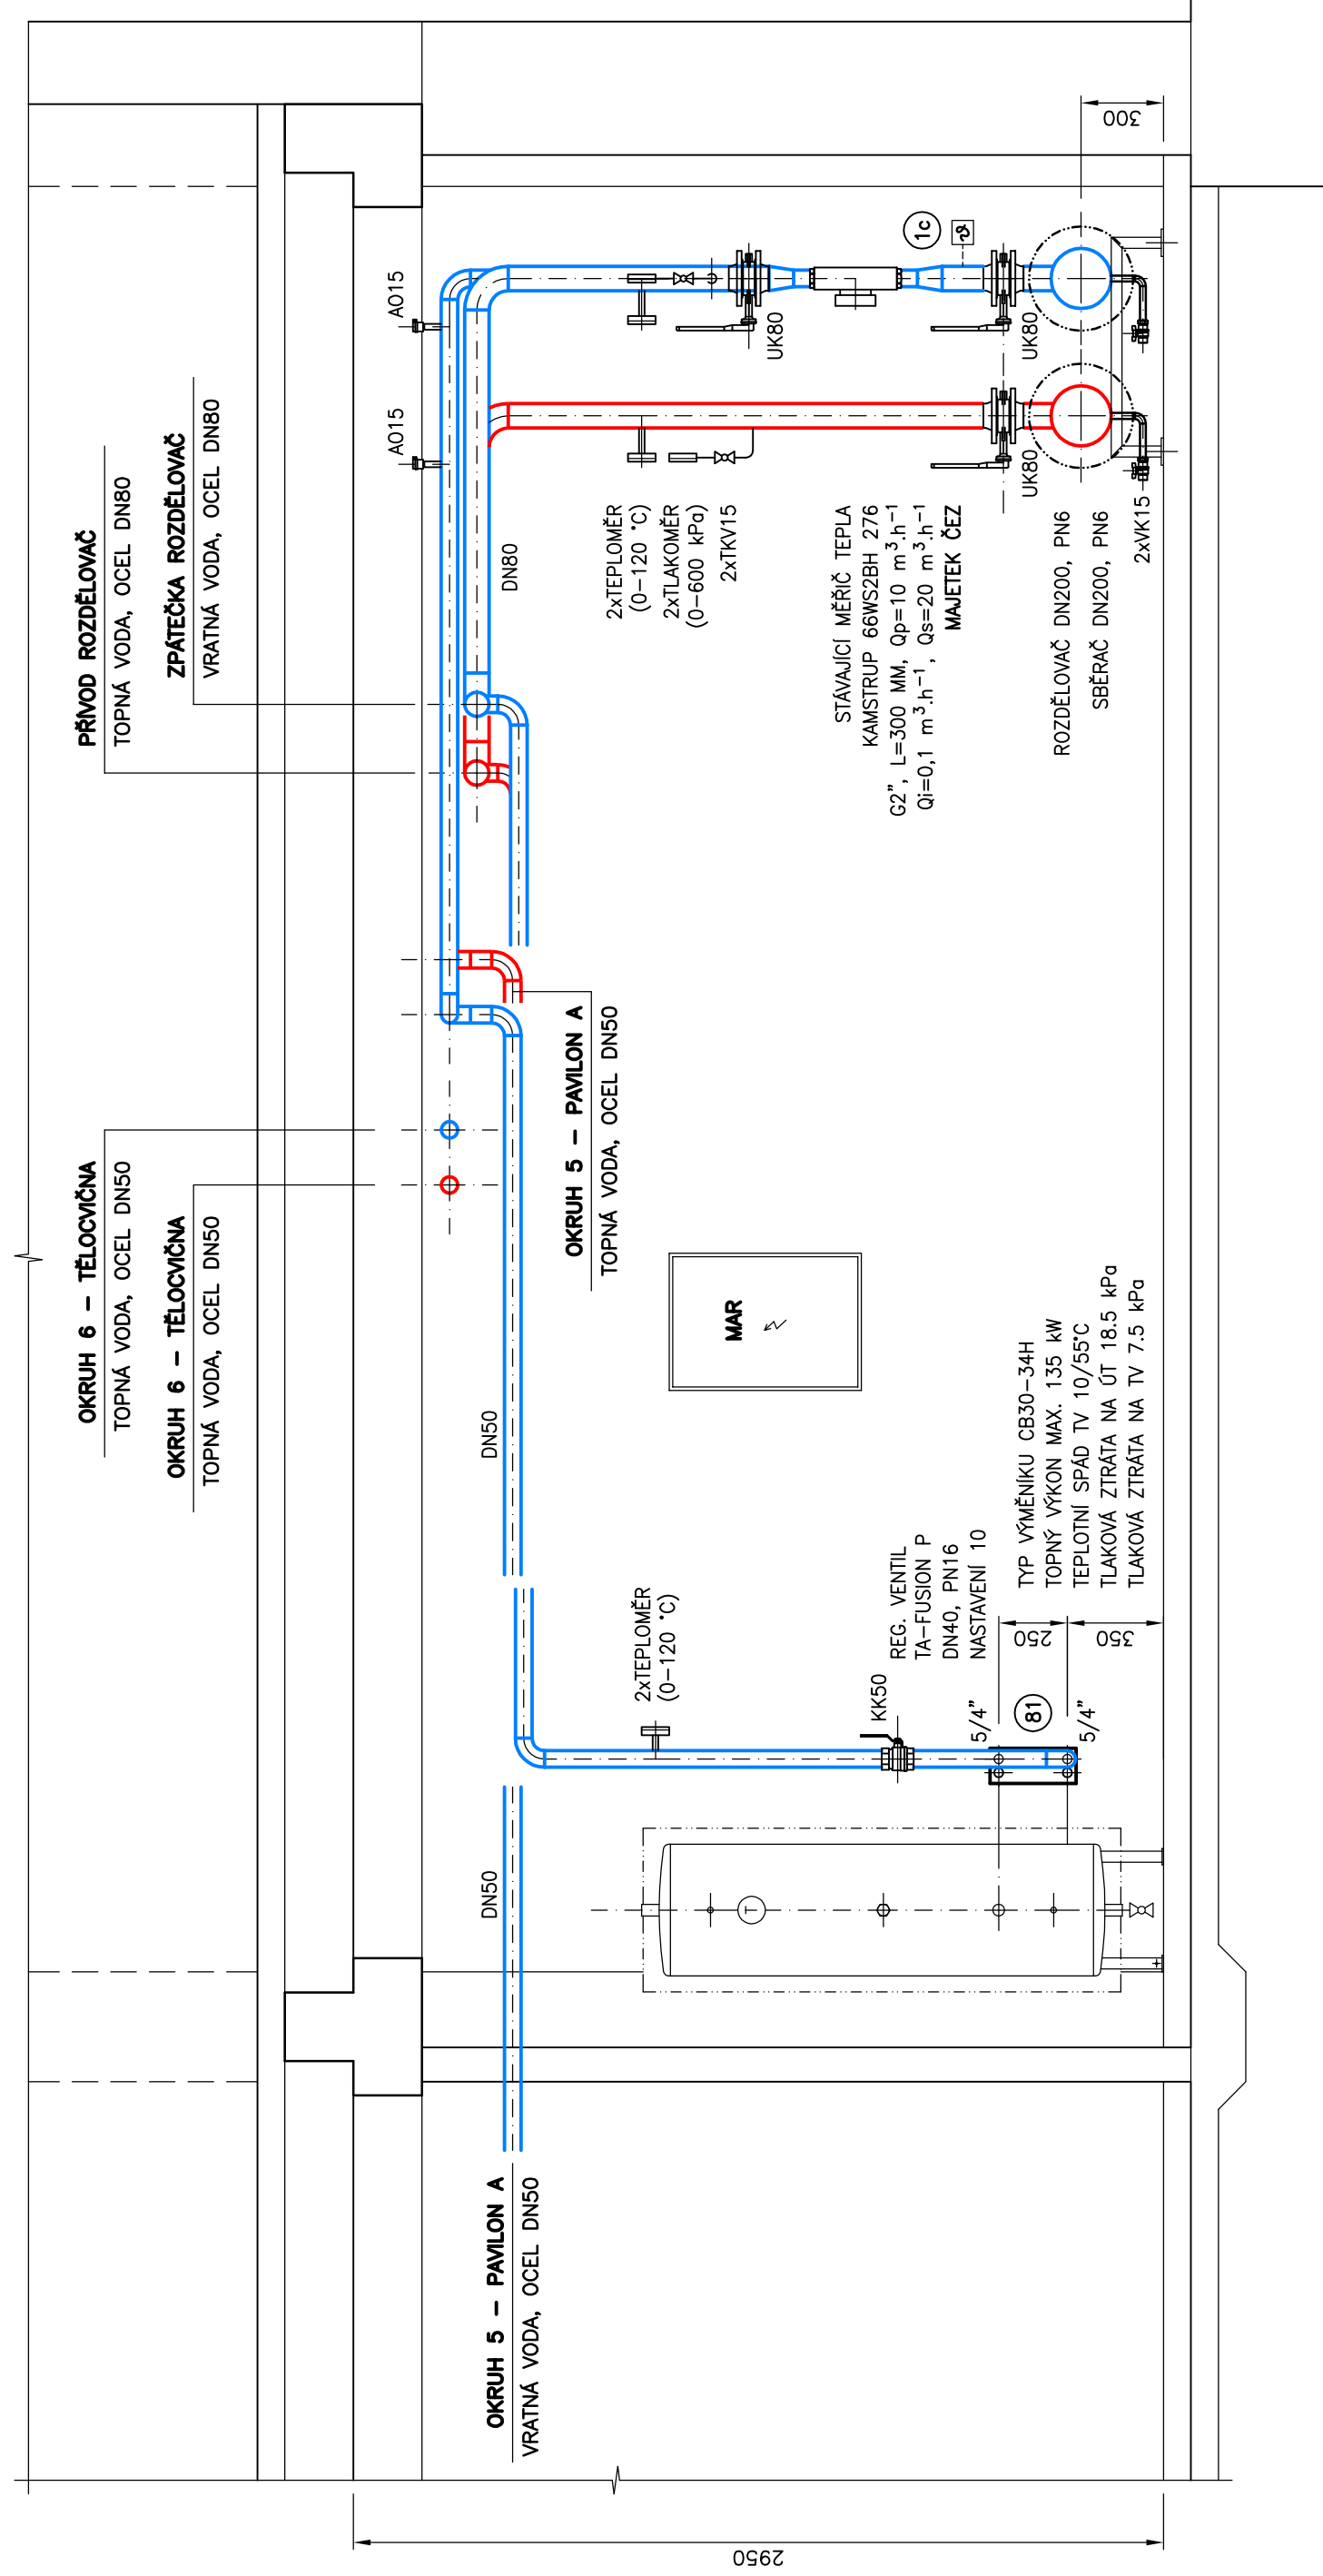 OKRUH 5 – PAVILON A
VRATNÁ VODA, OCEL DN50
OKRUH 6 – TĚLOCVIČNA
TOPNÁ VODA, OCEL DN50
OKRUH 6 – TĚLOCVIČNA
TOPNÁ VODA, OCEL DN50
PŘÍVOD ROZDĚLOVAČ
TOPNÁ VODA, OCEL DN80
ZPÁTEČKA ROZDĚLOVAČ
VRATNÁ VODA, OCEL DN80
AO15
AO15
DN50
DN50
DN80
OKRUH 5 – PAVILON A
TOPNÁ VODA, OCEL DN50
2xTEPLOMĚR
(0–120 °C)
2xTEPLOMĚR
(0–120 °C)
2xTLAKOMĚR
(0–600 kPa)
2xTKV15
MAR
UK80
T
KK50
REG. VENTIL
TA–FUSION P
DN40, PN16
NASTAVENÍ 10
STÁVAJÍCÍ MĚŘIČ TEPLA
KAMSTRUP 66WS2BH 276
G2", L=300 MM, Qp=10 m³.h⁻¹
Qi=0,1 m³.h⁻¹, Qs=20 m³.h⁻¹
MAJETEK ČEZ
1c
ϑ
UK80
UK80
5/4"
81
5/4"
250
350
TYP VÝMĚNÍKU CB30–34H
TOPNÝ VÝKON MAX. 135 kW
TEPLOTNÍ SPÁD TV 10/55°C
TLAKOVÁ ZTRÁTA NA ÚT 18.5 kPa
TLAKOVÁ ZTRÁTA NA TV 7.5 kPa
ROZDĚLOVAČ DN200, PN6
SBĚRAČ DN200, PN6
2xVK15
300
2950